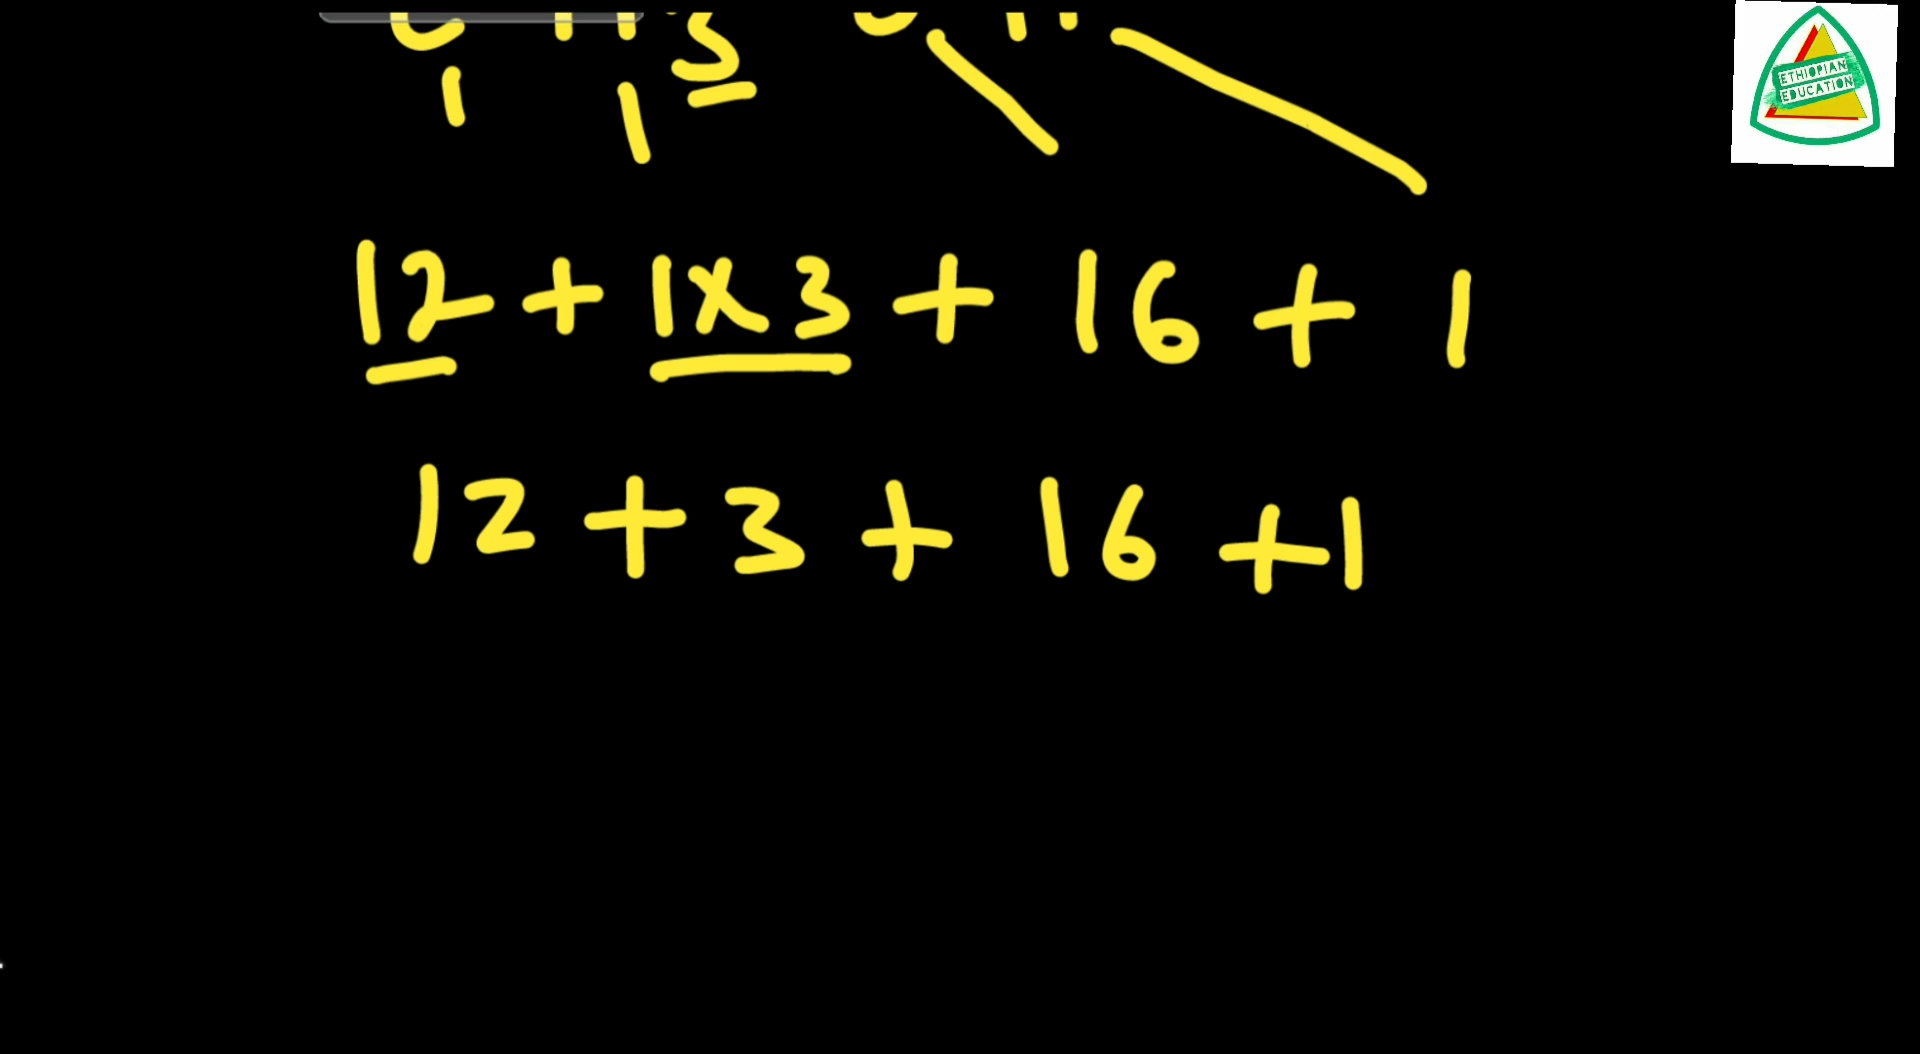 12 + 1x3 + 16 + 1
12 + 3 + 16 +1
ETHIOPIAN
EDUCATION